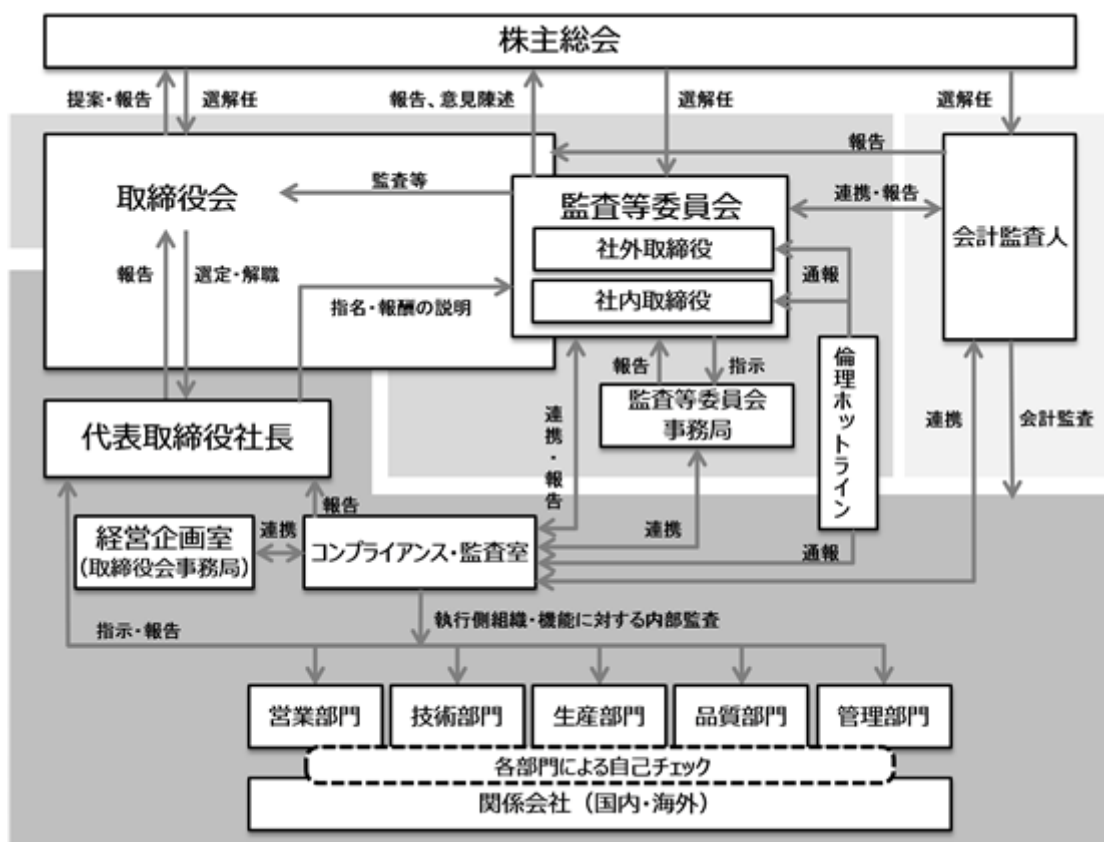 株主総会
提案・報告
選解任
報告、意見陳述
選解任
選解任
報告
取締役会
監査等
監査等委員会
連携・報告
会計監査人
社外取締役
通報
社内取締役
報告
選定・解職
指名・報酬の説明
報告
指示
監査等委員会
事務局
倫理ホットライン
代表取締役社長
連携・報告
連携
会計監査
報告
経営企画室
(取締役会事務局)
連携
コンプライアンス・監査室
連携
通報
執行側組織・機能に対する内部監査
指示・報告
営業部門
技術部門
生産部門
品質部門
管理部門
各部門による自己チェック
関係会社（国内・海外）